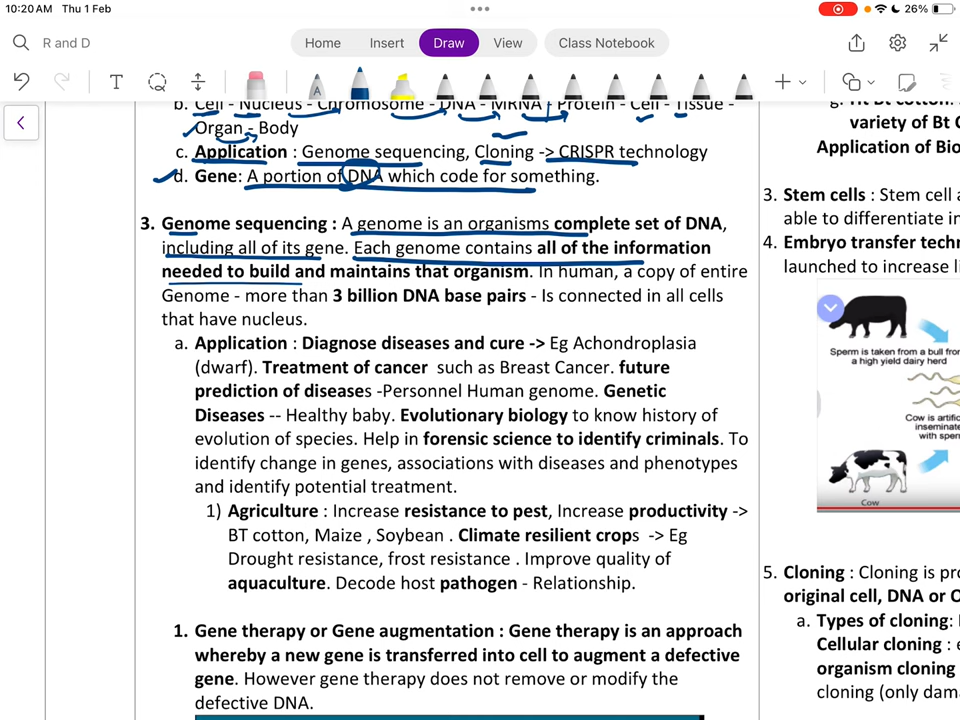 10:20 AM Thu 1 Feb
26%
R and D
Home Insert Draw View Class Notebook
b. Cell - Nucleus - Chromosome - DNA - MRNA - Protein - Cell - Tissue -
Organ - Body
c. Application : Genome sequencing, Cloning -> CRISPR technology
d. Gene: A portion of DNA which code for something.
3. Genome sequencing : A genome is an organisms complete set of DNA,
including all of its gene. Each genome contains all of the information
needed to build and maintains that organism. In human, a copy of entire
Genome - more than 3 billion DNA base pairs - Is connected in all cells
that have nucleus.
a. Application : Diagnose diseases and cure -> Eg Achondroplasia
(dwarf). Treatment of cancer such as Breast Cancer. future
prediction of diseases -Personnel Human genome. Genetic
Diseases -- Healthy baby. Evolutionary biology to know history of
evolution of species. Help in forensic science to identify criminals. To
identify change in genes, associations with diseases and phenotypes
and identify potential treatment.
1) Agriculture : Increase resistance to pest, Increase productivity ->
BT cotton, Maize , Soybean . Climate resilient crops -> Eg
Drought resistance, frost resistance . Improve quality of
aquaculture. Decode host pathogen - Relationship.
1. Gene therapy or Gene augmentation : Gene therapy is an approach
whereby a new gene is transferred into cell to augment a defective
gene. However gene therapy does not remove or modify the
defective DNA.
variety of Bt
Application of
3. Stem cells : Stem cell
able to differentiate
4. Embryo transfer
launched to increase
Sperm is taken from a bull
a high yield dairy herd
Cow is
with
Cow
5. Cloning : Cloning is
original cell, DNA or
a. Types of cloning:
Cellular cloning :
organism cloning
cloning (only